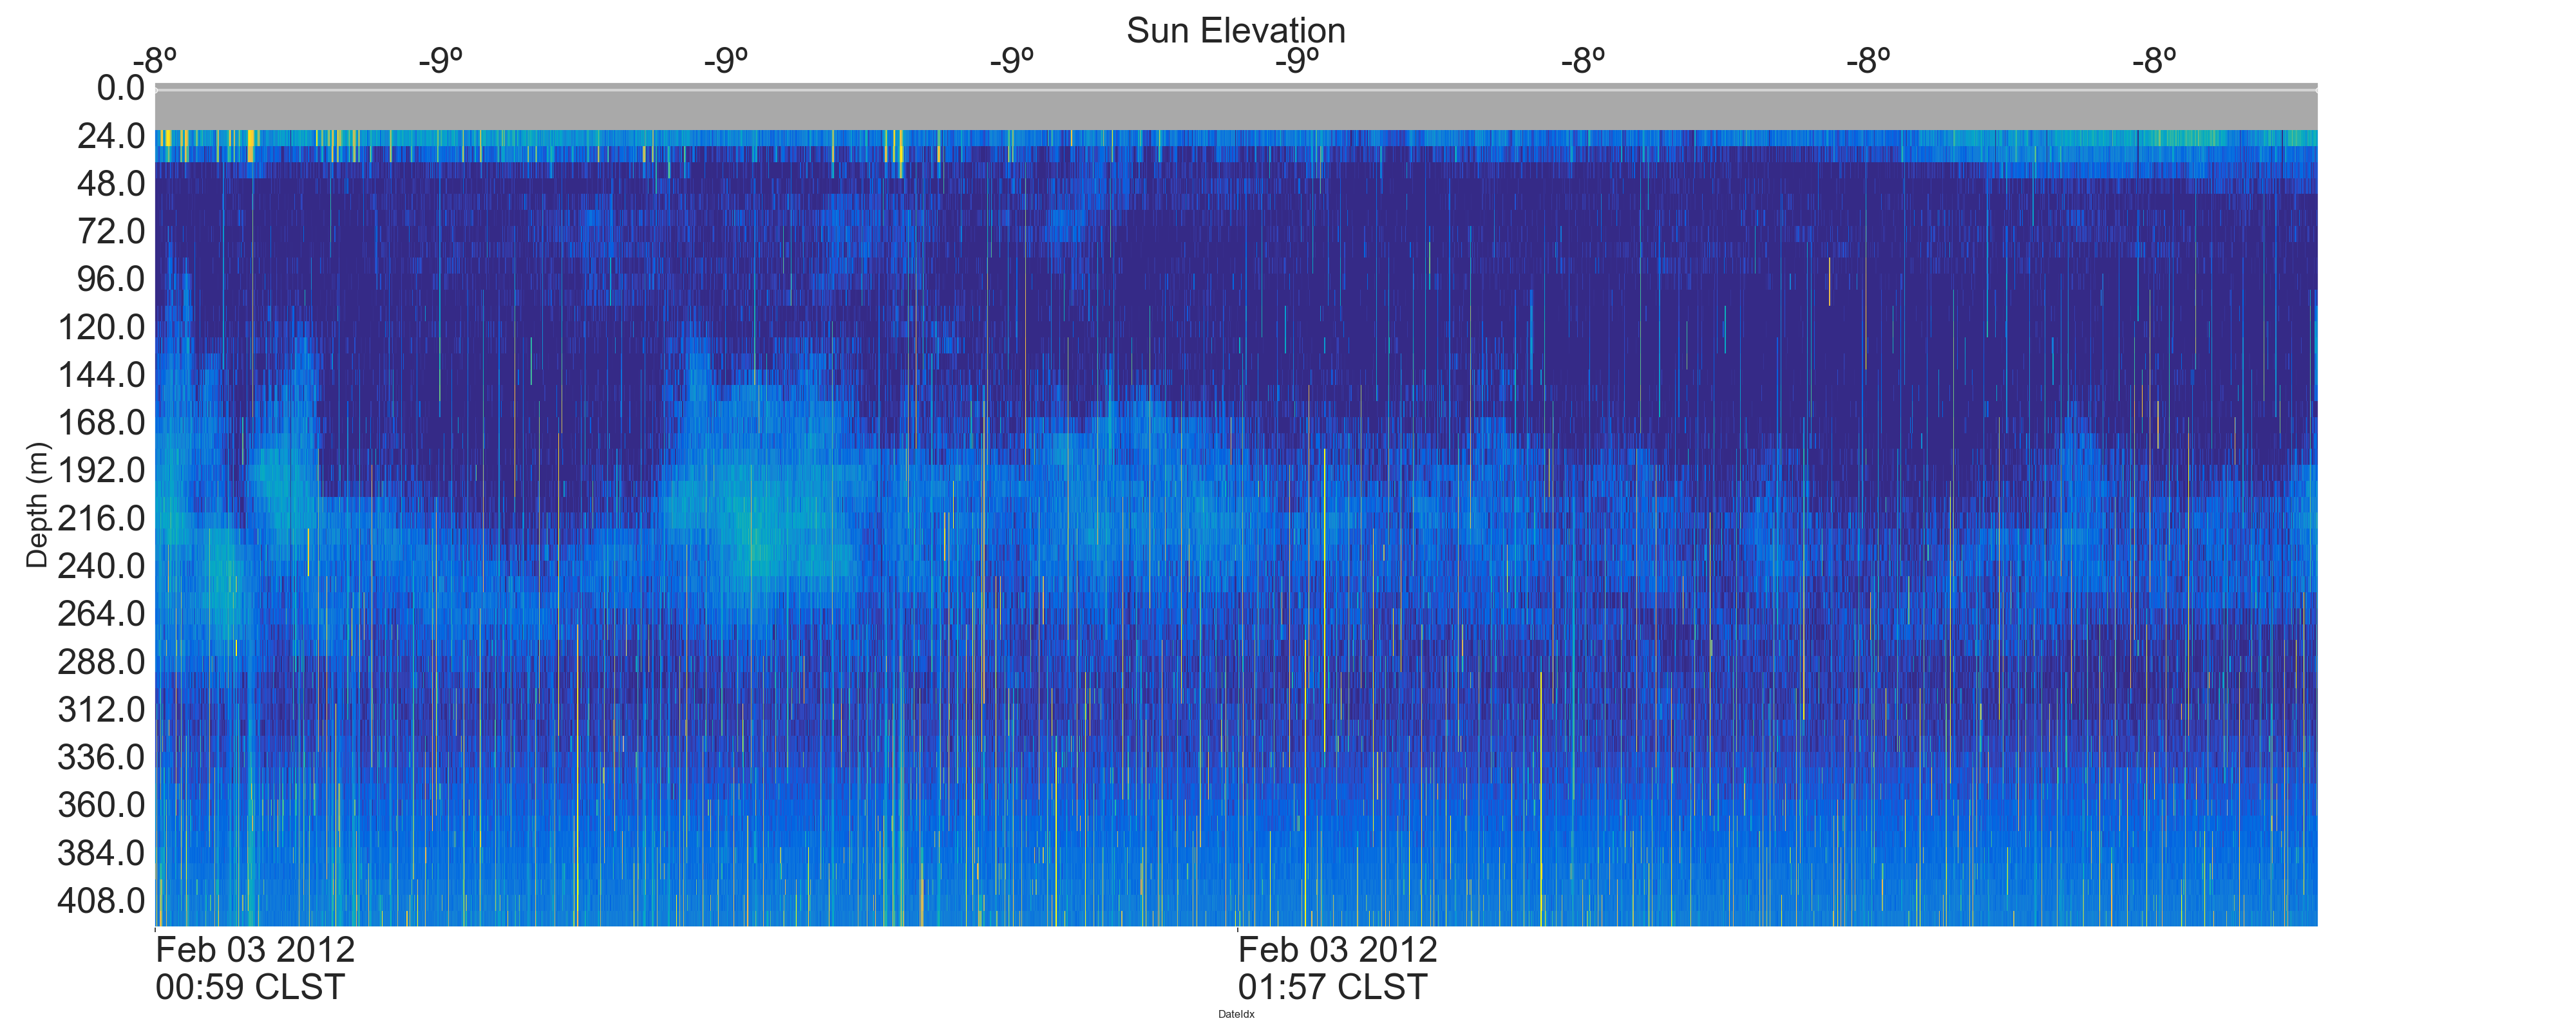 Sun Elevation
-8º -9º -9º -9º -9º -8º -8º -8º
0.0
24.0
48.0
72.0
96.0
120.0
144.0
168.0
192.0
216.0
240.0
264.0
288.0
312.0
336.0
360.0
384.0
408.0
Depth (m)
Feb 03 2012
00:59 CLST
Feb 03 2012
01:57 CLST
DateIdx